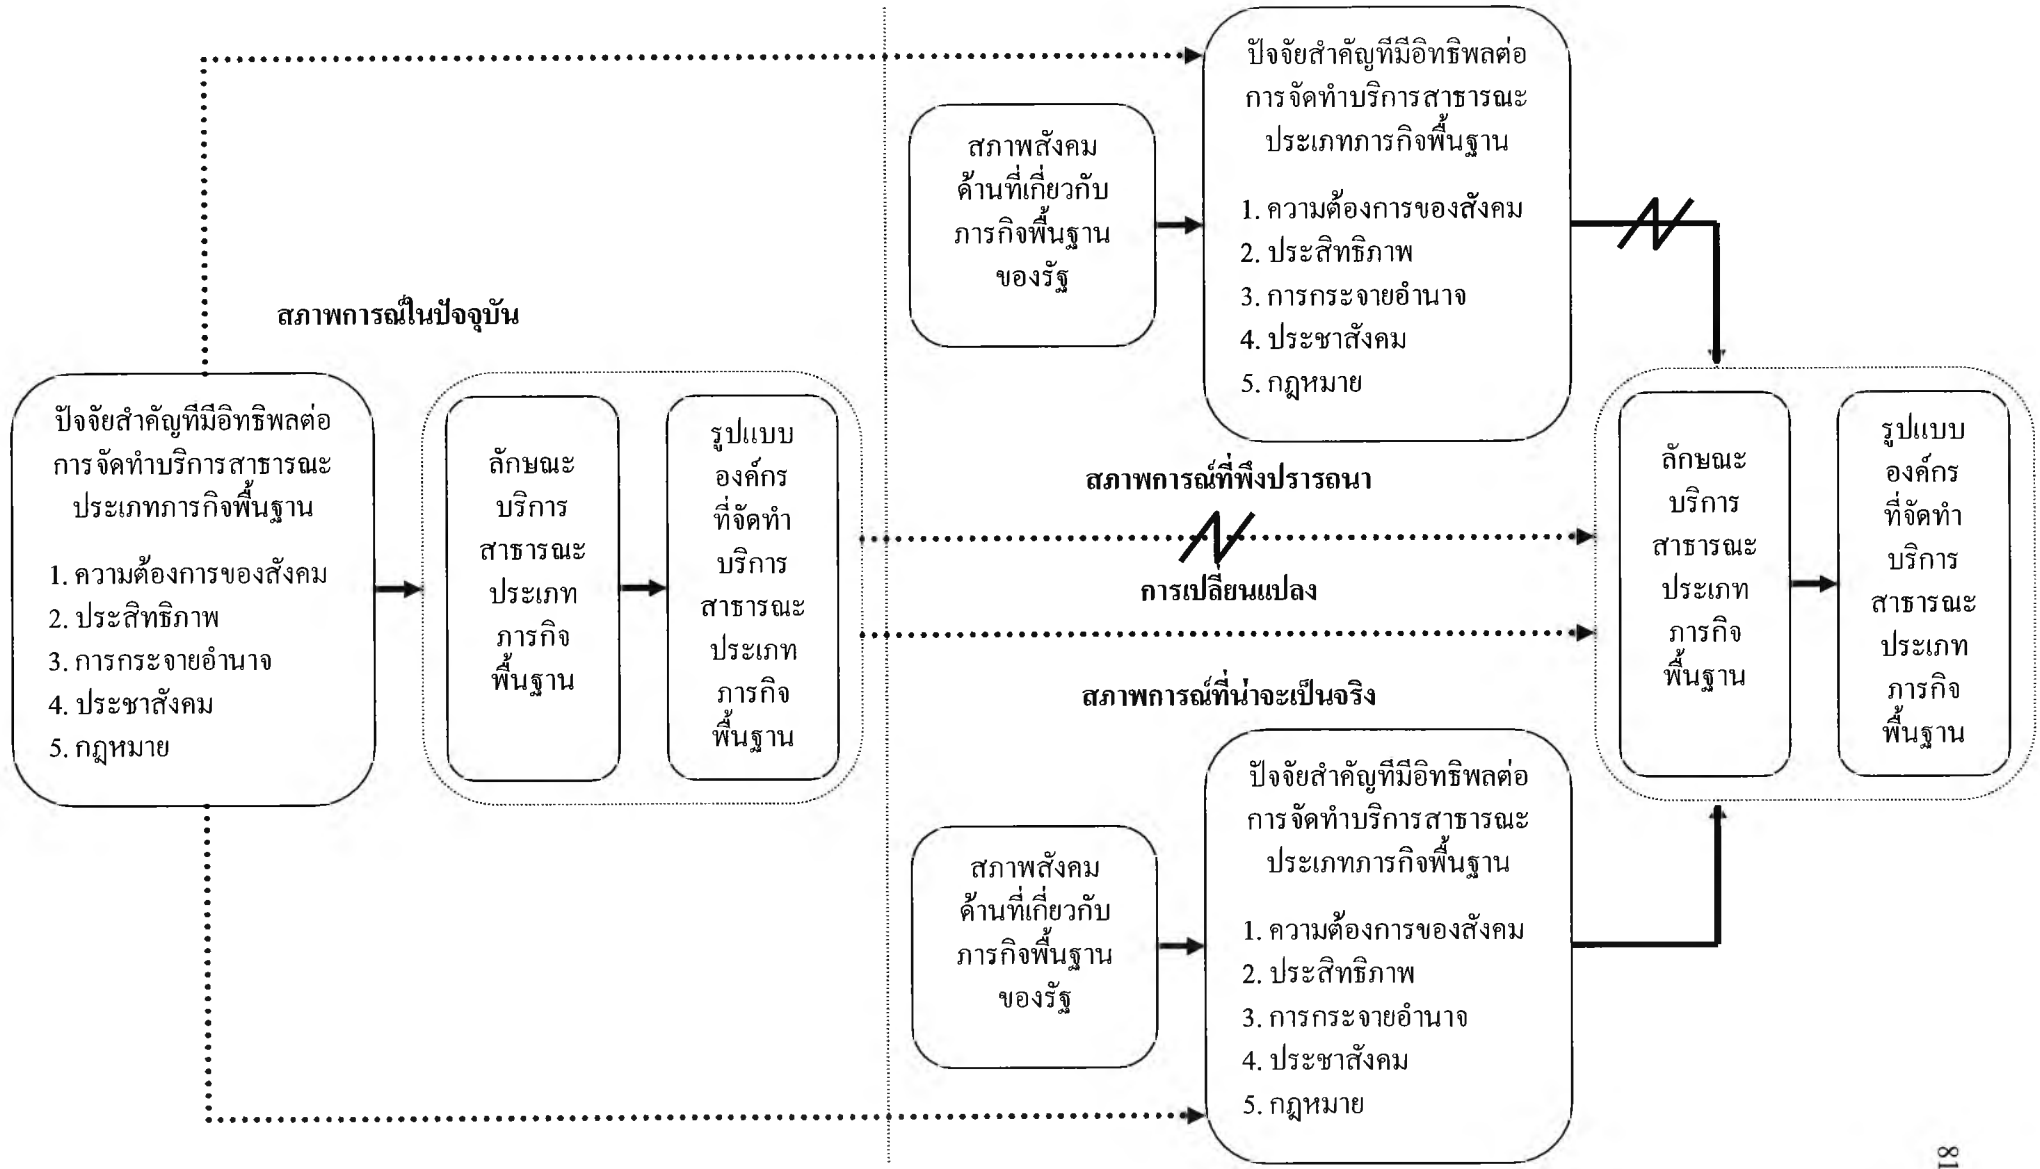 สภาพการณ์ในปัจจุบัน
ปัจจัยสำคัญที่มีอิทธิพลต่อ
การจัดทำบริการสาธารณะ
ประเภทภารกิจพื้นฐาน
1. ความต้องการของสังคม
2. ประสิทธิภาพ
3. การกระจายอำนาจ
4. ประชาสังคม
5. กฎหมาย
ลักษณะ
บริการ
สาธารณะ
ประเภท
ภารกิจ
พื้นฐาน
รูปแบบ
องค์กร
ที่จัดทำ
บริการ
สาธารณะ
ประเภท
ภารกิจ
พื้นฐาน
สภาพสังคม
ด้านที่เกี่ยวกับ
ภารกิจพื้นฐาน
ของรัฐ
ปัจจัยสำคัญที่มีอิทธิพลต่อ
การจัดทำบริการสาธารณะ
ประเภทภารกิจพื้นฐาน
1. ความต้องการของสังคม
2. ประสิทธิภาพ
3. การกระจายอำนาจ
4. ประชาสังคม
5. กฎหมาย
สภาพการณ์ที่พึงปรารถนา
การเปลี่ยนแปลง
สภาพการณ์ที่น่าจะเป็นจริง
สภาพสังคม
ด้านที่เกี่ยวกับ
ภารกิจพื้นฐาน
ของรัฐ
ปัจจัยสำคัญที่มีอิทธิพลต่อ
การจัดทำบริการสาธารณะ
ประเภทภารกิจพื้นฐาน
1. ความต้องการของสังคม
2. ประสิทธิภาพ
3. การกระจายอำนาจ
4. ประชาสังคม
5. กฎหมาย
ลักษณะ
บริการ
สาธารณะ
ประเภท
ภารกิจ
พื้นฐาน
รูปแบบ
องค์กร
ที่จัดทำ
บริการ
สาธารณะ
ประเภท
ภารกิจ
พื้นฐาน
81